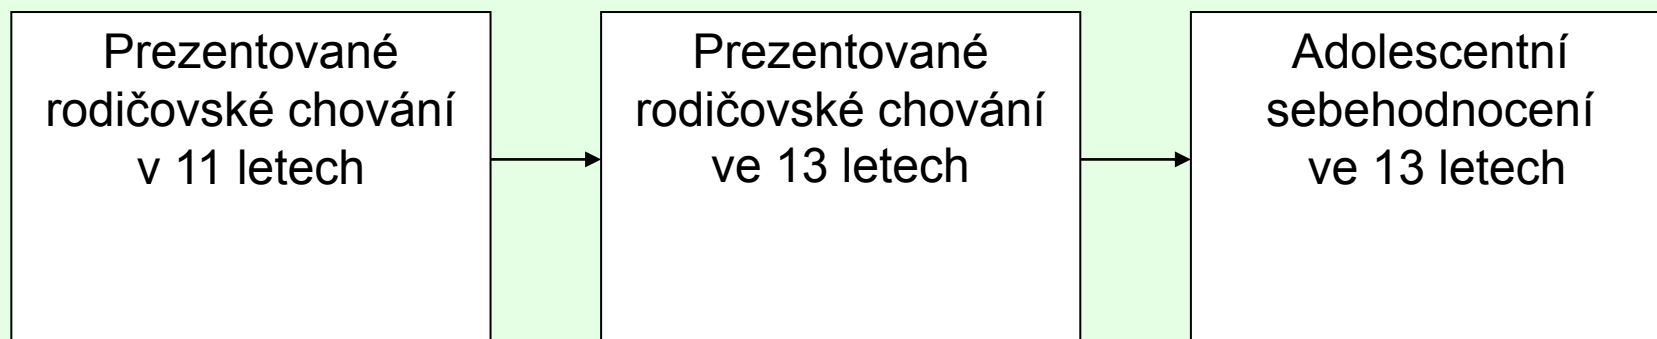 Prezentované
rodičovské chování
v 11 letech
Prezentované
rodičovské chování
ve 13 letech
Adolescentní
sebehodnocení
ve 13 letech